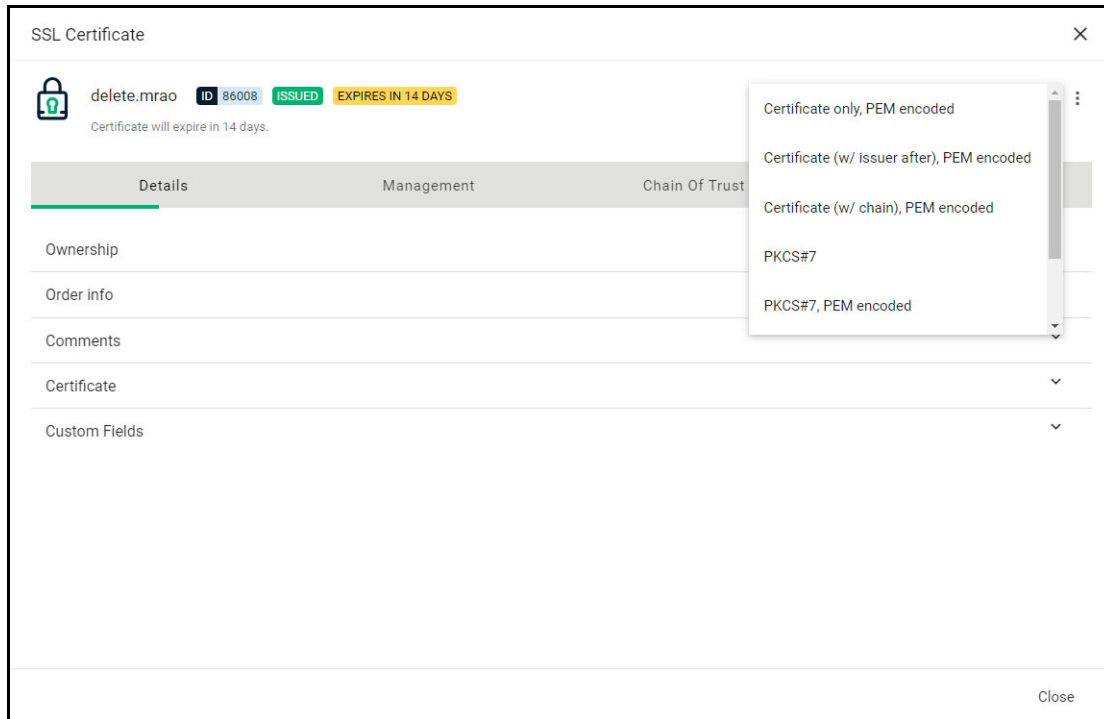 SSL Certificate
delete.mrao ID 86008 ISSUED EXPIRES IN 14 DAYS
Certificate will expire in 14 days.
Certificate only, PEM encoded
Certificate (w/ issuer after), PEM encoded
Certificate (w/ chain), PEM encoded
PKCS#7
PKCS#7, PEM encoded
Details Management Chain Of Trust
Ownership
Order info
Comments
Certificate
Custom Fields
Close